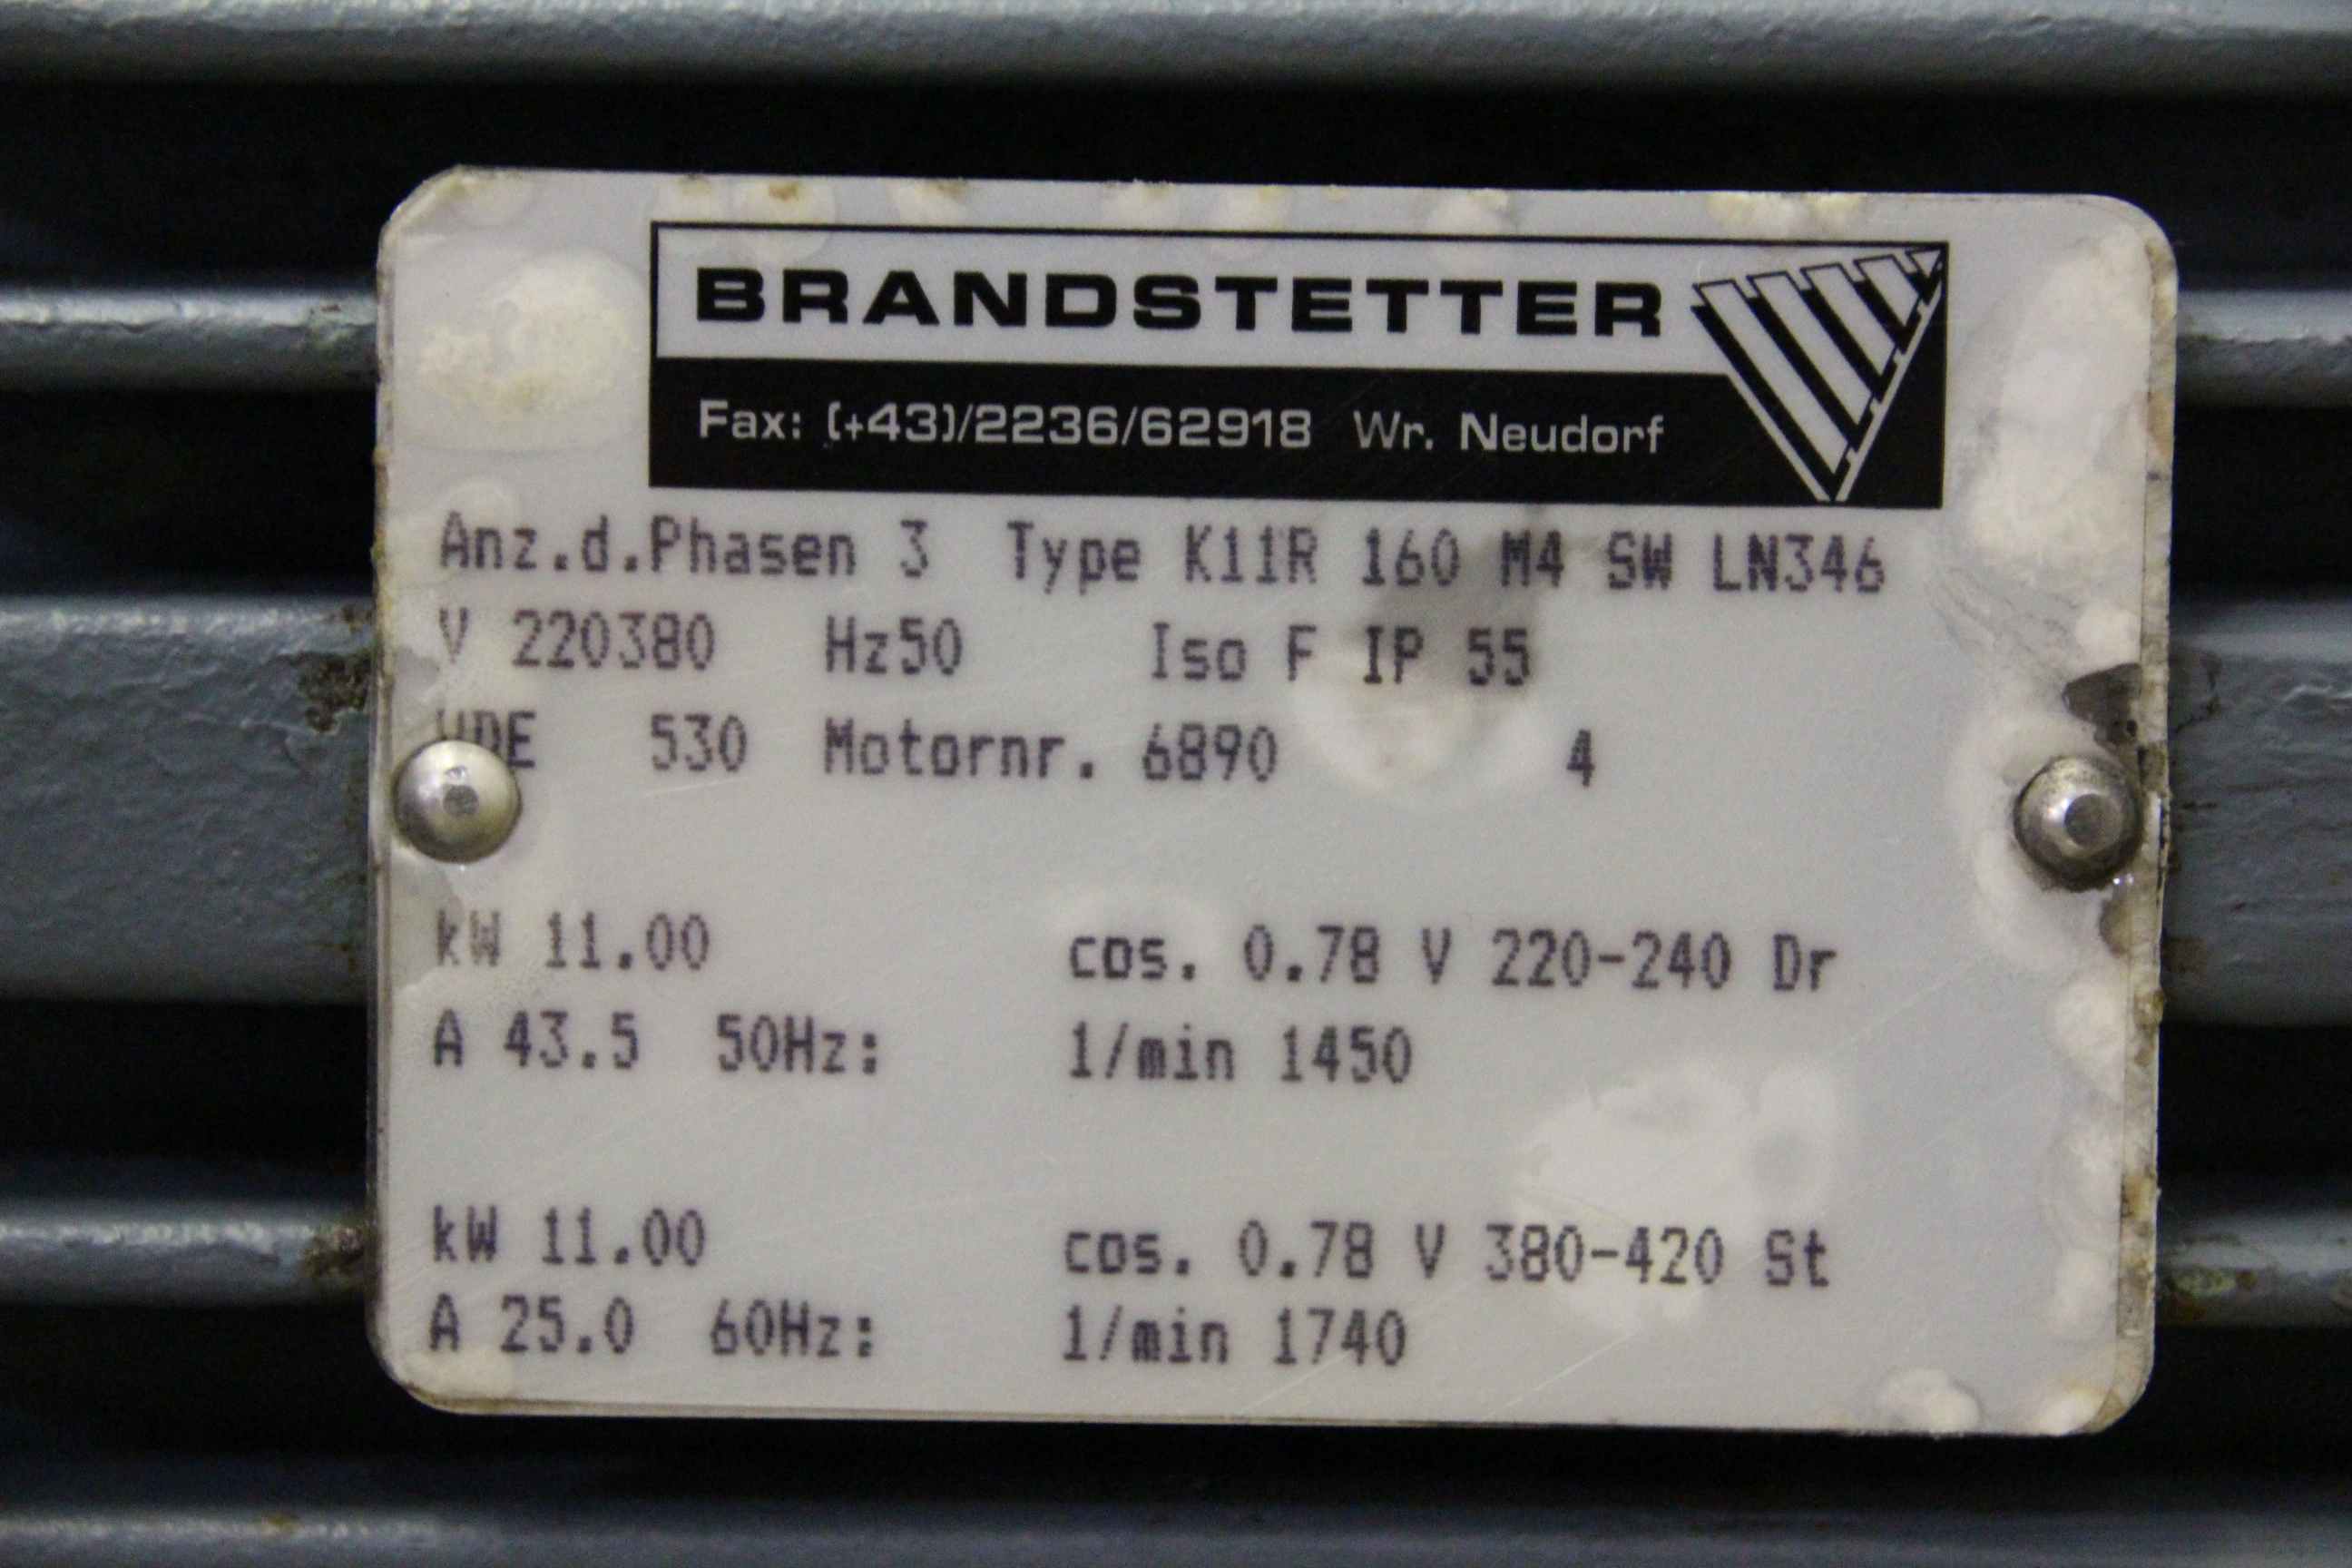 BRANDSTETTER
Fax: (+43)/2236/62918 Wr. Neudorf
Anz.d.Phasen 3 Type K11R 160 M4 SW LN346
V 220380 Hz50 Iso F IP 55
VDE 530 Motornr. 6890 4
kW 11.00 cos. 0.78 V 220-240 Dr
A 43.5 50Hz: 1/min 1450
kW 11.00 cos. 0.78 V 380-420 St
A 25.0 60Hz: 1/min 1740